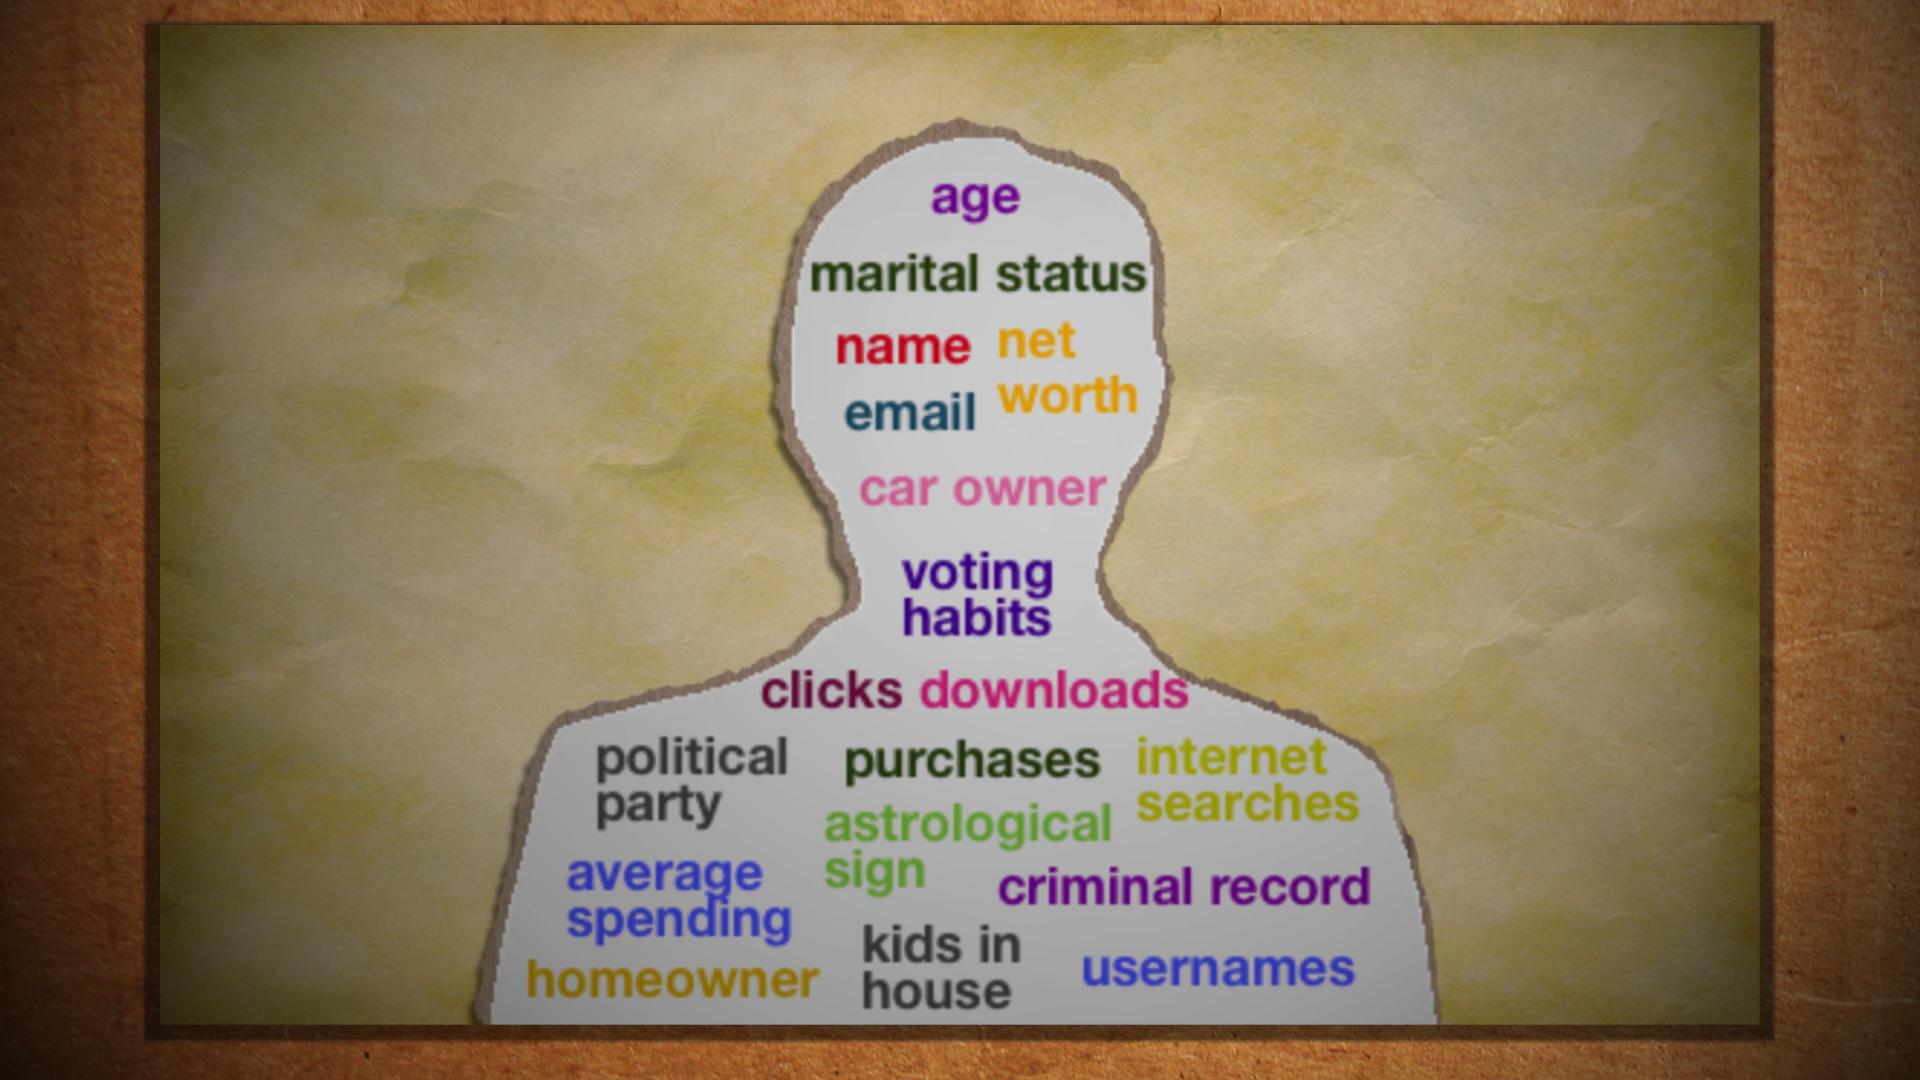 age
marital status
name
net
worth
email
car owner
voting
habits
clicks downloads
political
party
purchases
internet
searches
astrological
sign
average
spending
criminal record
homeowner
kids in
house
usernames